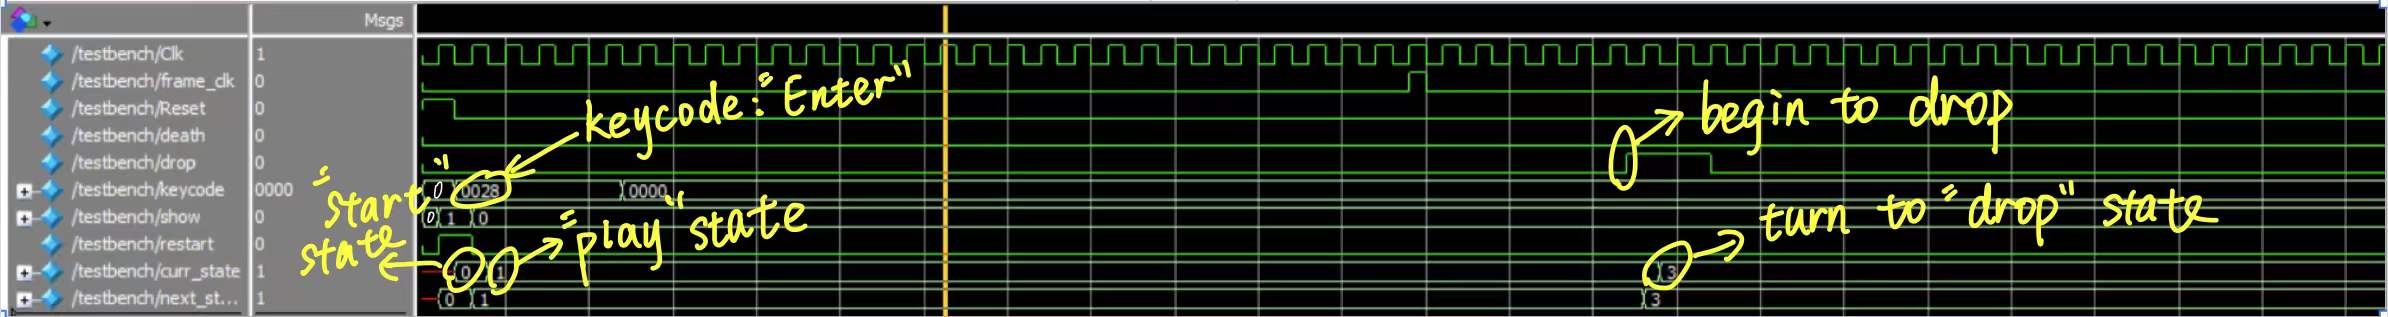 Msgs
/testbench/Clk 1
/testbench/frame_clk 0
/testbench/Reset 0
/testbench/death 0
/testbench/drop 0
/testbench/keycode 0000 0 0028 0000
/testbench/show 0 0 1 0
/testbench/restart 0
/testbench/curr_state 1 0 1 3
/testbench/next_st... 1 0 1 3
keycode: "Enter"
begin to drop
"start"
state
"play" state
turn to "drop" state